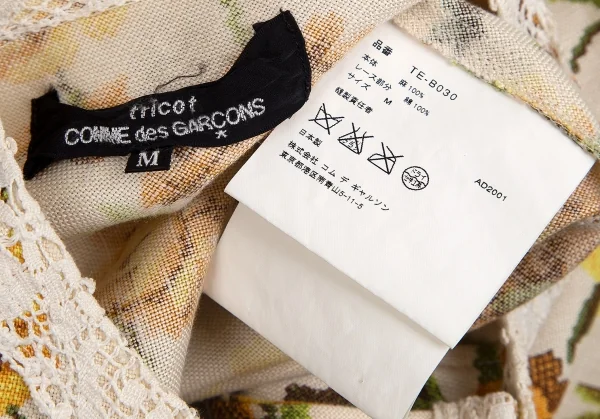 tricot
COMME des GARÇONS
*
M
品番 TE-B030
本体 麻 100%
レース部分 綿 100%
サイズ M
縫製責任者
日本製
株式会社 コム デ ギャルソン
東京都港区南青山5-11-5
AD2001